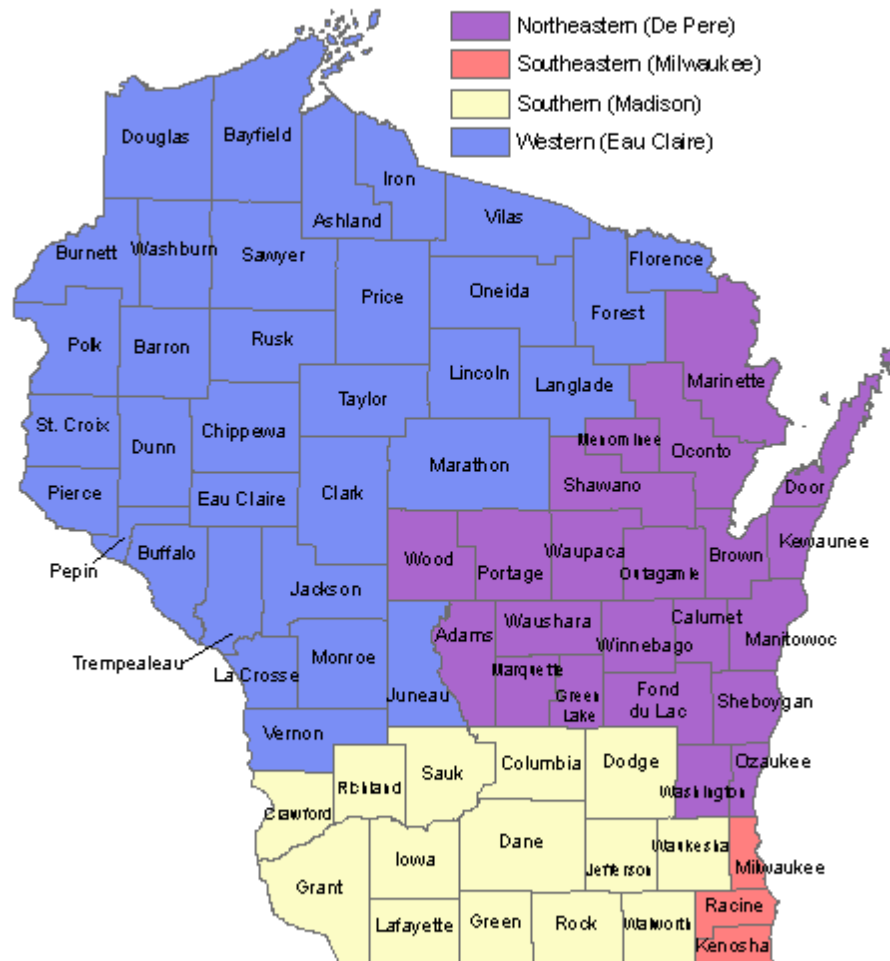 Northeastern (De Pere)
Southeastern (Milwaukee)
Southern (Madison)
Western (Eau Claire)
Douglas
Bayfield
Iron
Ashland
Vilas
Burnett
Washburn
Sawyer
Florence
Price
Oneida
Forest
Polk
Barron
Rusk
Lincoln
Langlade
Marinette
Taylor
St. Croix
Chippewa
Dunn
Menominee
Oconto
Marathon
Pierce
Eau Claire
Clark
Shawano
Door
Pepin
Buffalo
Wood
Portage
Waupaca
Outagamie
Brown
Kewaunee
Jackson
Trempealeau
La Crosse
Monroe
Juneau
Adams
Waushara
Winnebago
Calumet
Manitowoc
Marquette
Green
Lake
Fond
du Lac
Sheboygan
Vernon
Sauk
Columbia
Dodge
Ozaukee
Washington
Richland
Crawford
Iowa
Dane
Jefferson
Waukesha
Milwaukee
Grant
Lafayette
Green
Rock
Walworth
Racine
Kenosha